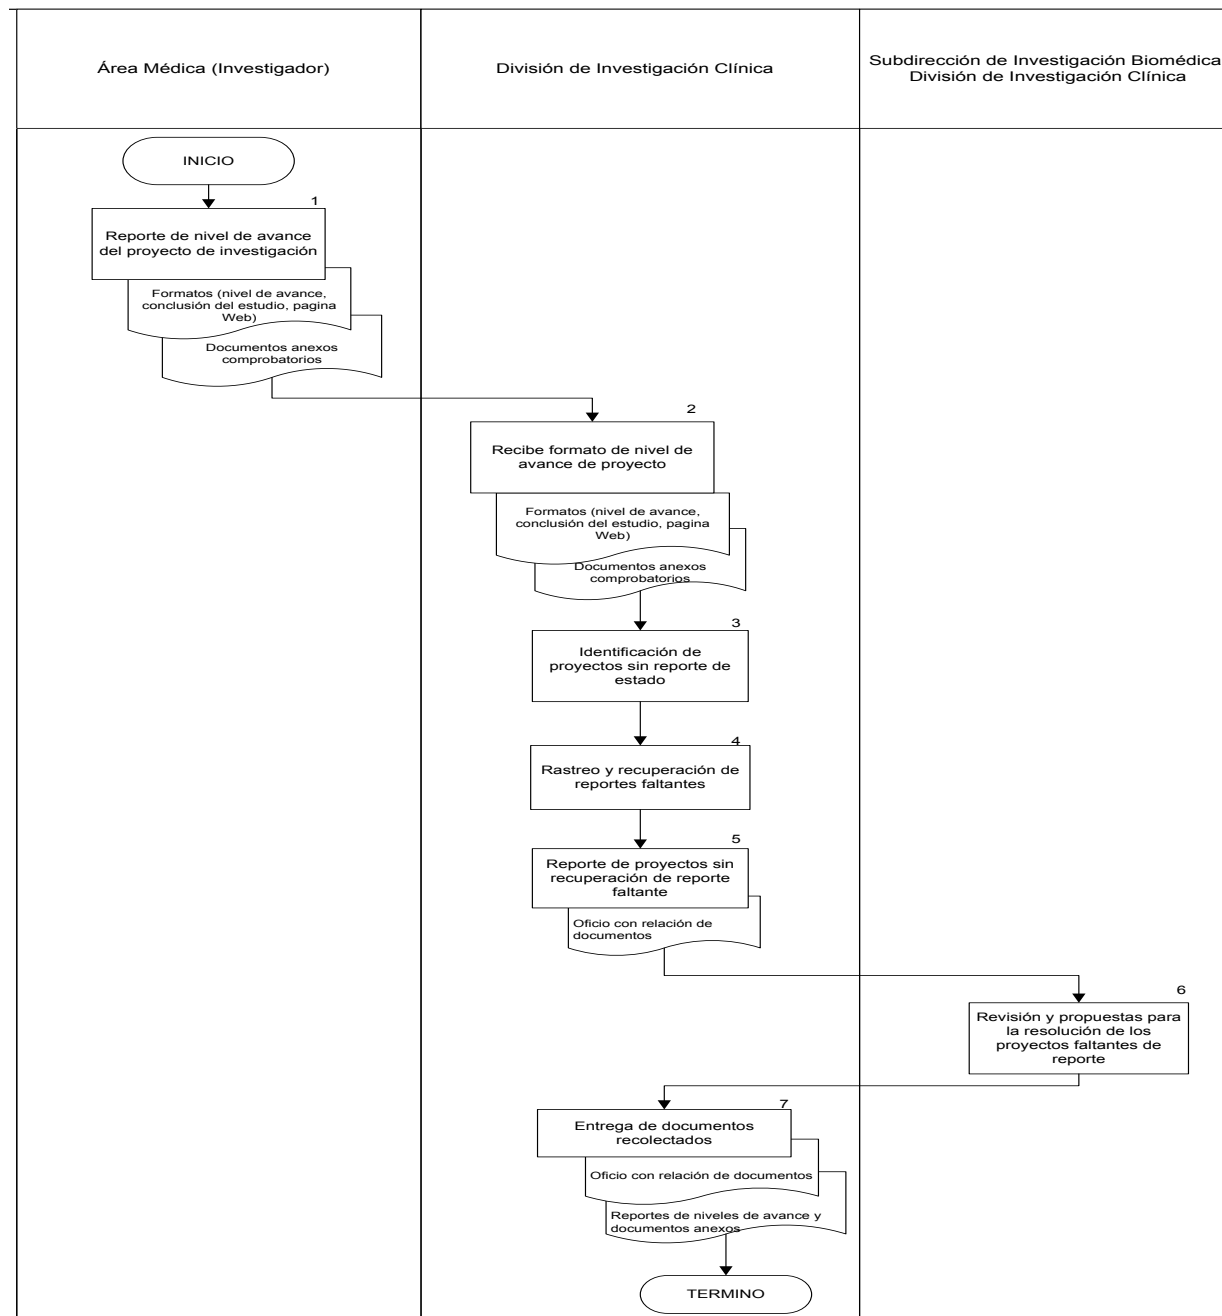 Área Médica (Investigador)
División de Investigación Clínica
Subdirección de Investigación Biomédica
División de Investigación Clínica
INICIO
1
Reporte de nivel de avance
del proyecto de investigación
Formatos (nivel de avance,
conclusión del estudio, pagina
Web)
Documentos anexos
comprobatorios
2
Recibe formato de nivel de
avance de proyecto
Formatos (nivel de avance,
conclusión del estudio, pagina
Web)
Documentos anexos
comprobatorios
3
Identificación de
proyectos sin reporte de
estado
4
Rastreo y recuperación de
reportes faltantes
5
Reporte de proyectos sin
recuperación de reporte
faltante
Oficio con relación de
documentos
6
Revisión y propuestas para
la resolución de los
proyectos faltantes de
reporte
7
Entrega de documentos
recolectados
Oficio con relación de documentos
Reportes de niveles de avance y
documentos anexos
TERMINO